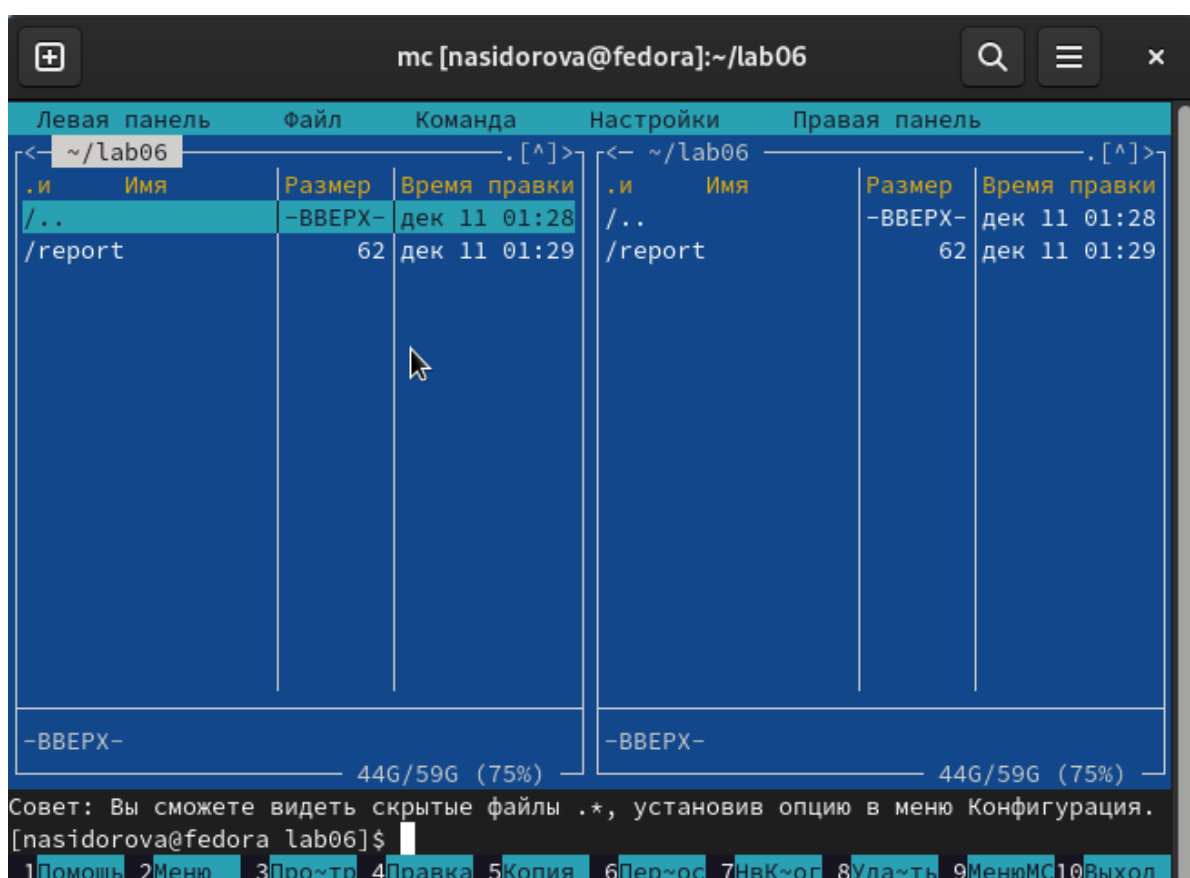 mc [nasidorova@fedora]:~/lab06
Левая панель Файл Команда Настройки Правая панель
<— ~/lab06 .[^]> <— ~/lab06 .[^]>
.и Имя Размер Время правки .и Имя Размер Время правки
/.. -ВВЕРХ- дек 11 01:28 /.. -ВВЕРХ- дек 11 01:28
/report 62 дек 11 01:29 /report 62 дек 11 01:29
-ВВЕРХ- -ВВЕРХ-
44G/59G (75%) 44G/59G (75%)
Совет: Вы сможете видеть скрытые файлы .*, установив опцию в меню Конфигурация.
[nasidorova@fedora lab06]$
1Помощь 2Меню 3Про~тр 4Правка 5Копия 6Пер~ос 7НвК~ог 8Уда~ть 9МенюМС10Выход